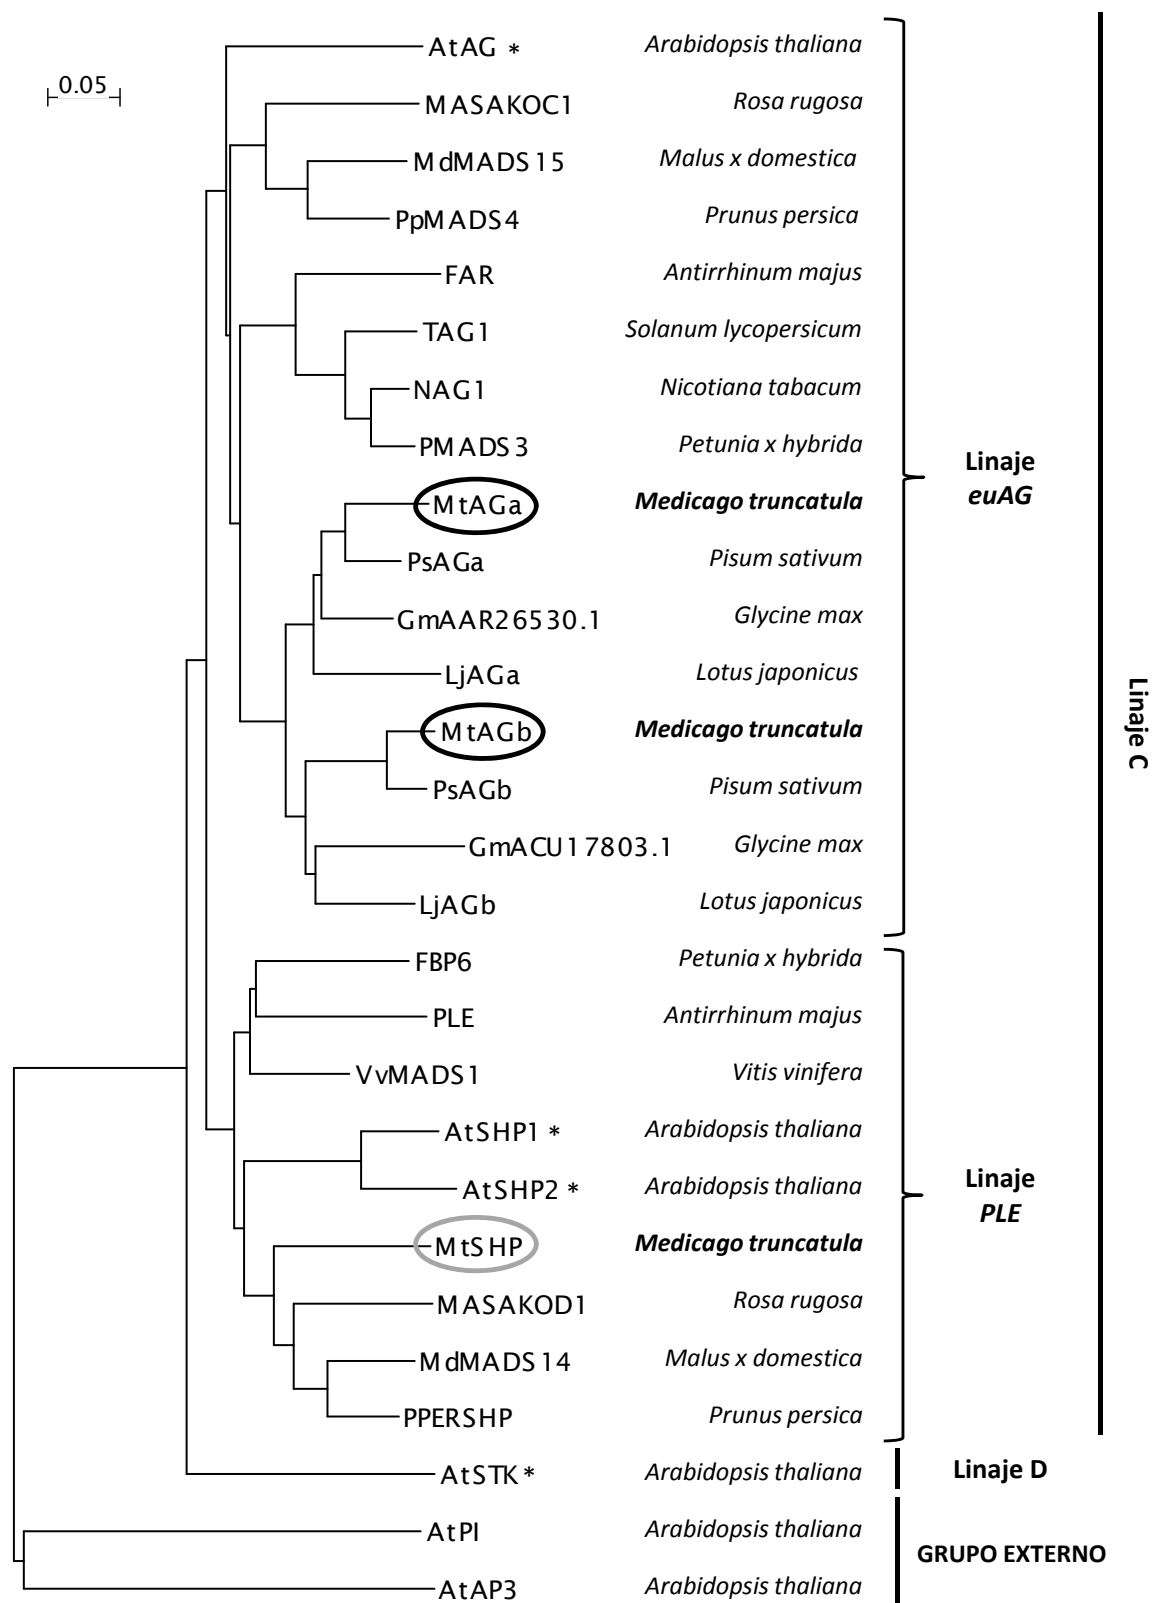 0.05
AtAG * Arabidopsis thaliana
MASAKOC1 Rosa rugosa
MdMADS15 Malus x domestica
PpMADS4 Prunus persica
FAR Antirrhinum majus
TAG1 Solanum lycopersicum
NAG1 Nicotiana tabacum
PMADS3 Petunia x hybrida
MtAGa Medicago truncatula
PsAGa Pisum sativum
GmAAR26530.1 Glycine max
LjAGa Lotus japonicus
MtAGb Medicago truncatula
PsAGb Pisum sativum
GmACU17803.1 Glycine max
LjAGb Lotus japonicus
Linaje
euAG
FBP6 Petunia x hybrida
PLE Antirrhinum majus
VvMADS1 Vitis vinifera
AtSHP1 * Arabidopsis thaliana
AtSHP2 * Arabidopsis thaliana
MtSHP Medicago truncatula
MASAKOD1 Rosa rugosa
MdMADS14 Malus x domestica
PPERSHP Prunus persica
Linaje
PLE
Linaje C
AtSTK * Arabidopsis thaliana
Linaje D
AtPI Arabidopsis thaliana
AtAP3 Arabidopsis thaliana
GRUPO EXTERNO